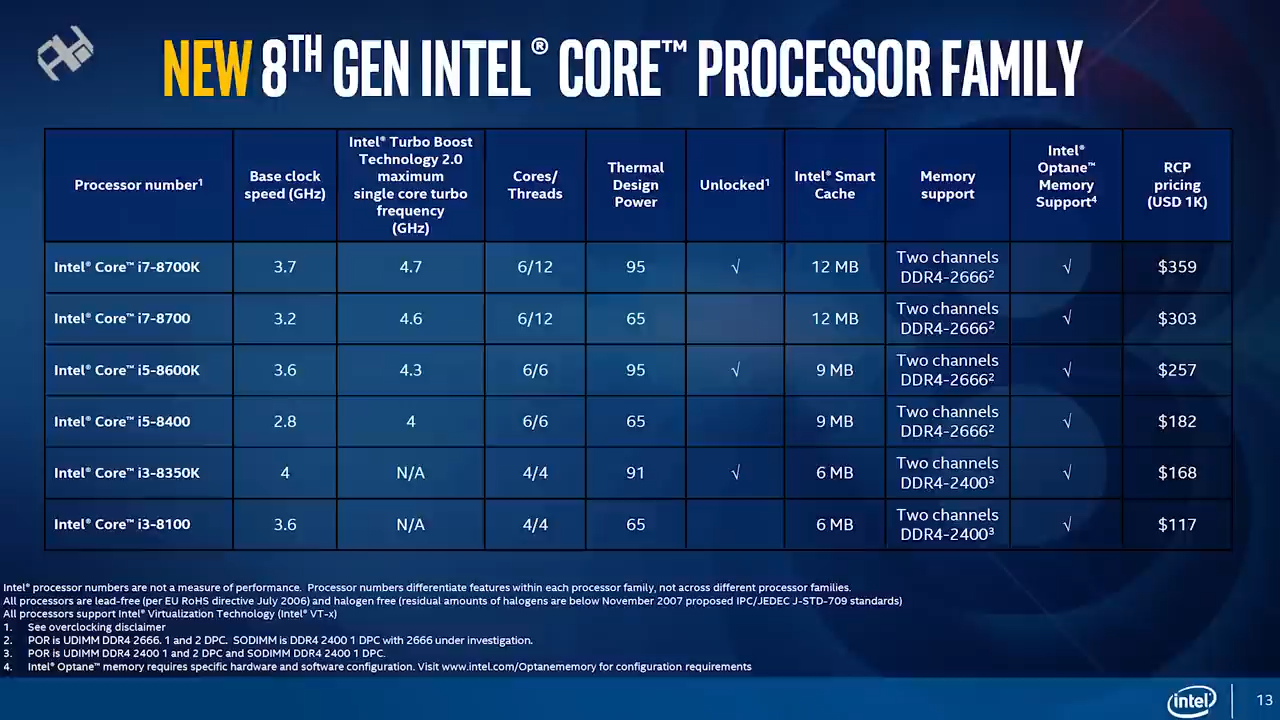 NEW 8TH GEN INTEL® CORE™ PROCESSOR FAMILY
Processor number¹
Base clock
speed (GHz)
Intel® Turbo Boost
Technology 2.0
maximum
single core turbo
frequency
(GHz)
Cores/
Threads
Thermal
Design
Power
Unlocked¹
Intel® Smart
Cache
Memory
support
Intel®
Optane™
Memory
Support⁴
RCP
pricing
(USD 1K)
Intel® Core™ i7-8700K 3.7 4.7 6/12 95 √ 12 MB Two channels
DDR4-2666² √ $359
Intel® Core™ i7-8700 3.2 4.6 6/12 65 12 MB Two channels
DDR4-2666² √ $303
Intel® Core™ i5-8600K 3.6 4.3 6/6 95 √ 9 MB Two channels
DDR4-2666² √ $257
Intel® Core™ i5-8400 2.8 4 6/6 65 9 MB Two channels
DDR4-2666² √ $182
Intel® Core™ i3-8350K 4 N/A 4/4 91 √ 6 MB Two channels
DDR4-2400³ √ $168
Intel® Core™ i3-8100 3.6 N/A 4/4 65 6 MB Two channels
DDR4-2400³ √ $117
Intel® processor numbers are not a measure of performance. Processor numbers differentiate features within each processor family, not across different processor families.
All processors are lead-free (per EU RoHS directive July 2006) and halogen free (residual amounts of halogens are below November 2007 proposed IPC/JEDEC J-STD-709 standards)
All processors support Intel® Virtualization Technology (Intel® VT-x)
1. See overclocking disclaimer
2. POR is UDIMM DDR4 2666. 1 and 2 DPC. SODIMM is DDR4 2400 1 DPC with 2666 under investigation.
3. POR is UDIMM DDR4 2400 1 and 2 DPC and SODIMM DDR4 2400 1 DPC.
4. Intel® Optane™ memory requires specific hardware and software configuration. Visit www.intel.com/Optanememory for configuration requirements
intel® 13